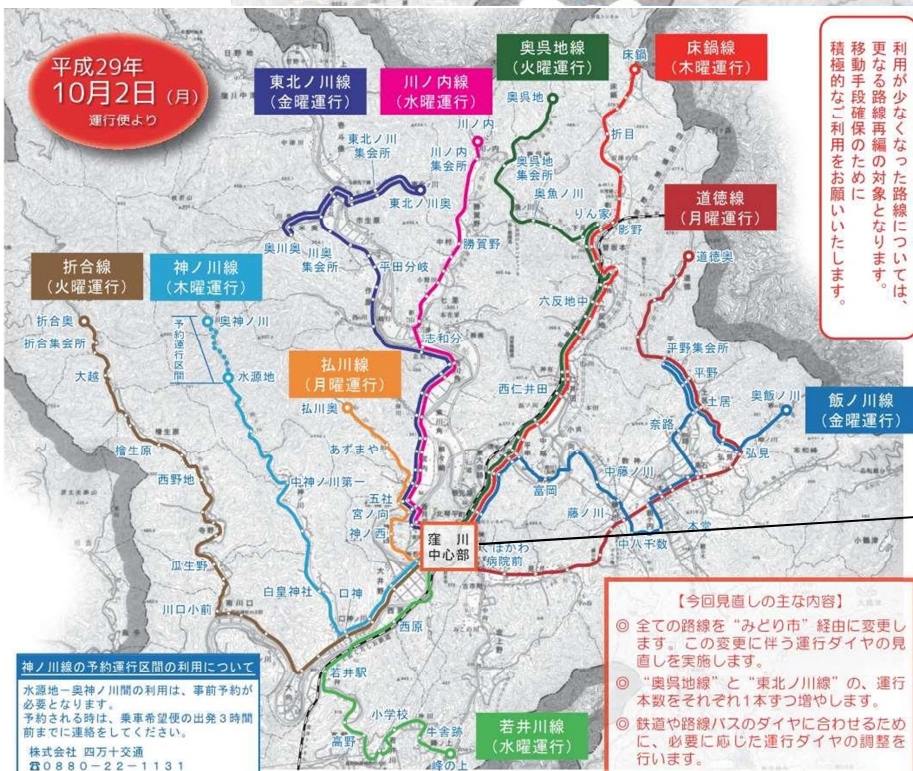 平成29年
10月2日（月）
運行便より
東北ノ川線
（金曜運行）
川ノ内線
（水曜運行）
奥呉地線
（火曜運行）
床鍋線
（木曜運行）
道徳線
（月曜運行）
折合線
（火曜運行）
神ノ川線
（木曜運行）
払川線
（月曜運行）
飯ノ川線
（金曜運行）
若井川線
（水曜運行）
利用が少なくなった路線については、
更なる路線再編の対象となります。
移動手段確保のために
積極的なご利用をお願いいたします。
床鍋
折目
奥呉地
奥呉地
集会所
奥魚ノ川
りん家
影野
六反地中
西仁井田
川ノ内
川ノ内
集会所
勝賀野
志和分
東北ノ川
集会所
東北ノ川奥
奥川奥
川奥
集会所
平田分岐
道徳奥
平野集会所
平野
土居
奈路
奥飯ノ川
弘見
本堂
中藤ノ川
富岡
藤ノ川
中八千数
折合奥
折合集会所
大越
檜生原
西野地
瓜生野
川口小前
奥神ノ川
予約運行区間
水源地
中神ノ川第一
白皇神社
口神
払川奥
あずまや
五社
宮ノ向
神ノ西
窪川
中心部
病院前
西原
若井駅
小学校
高野
牛舎跡
峰の上
神ノ川線の予約運行区間の利用について
水源地－奥神ノ川間の利用は、事前予約が
必要となります。
予約される時は、乗車希望便の出発３時間
前までに連絡をしてください。
株式会社 四万十交通
☎０８８０－２２－１１３１
【今回見直しの主な内容】
◎ 全ての路線を“みどり市”経由に変更し
ます。この変更に伴う運行ダイヤの見
直しを実施します。
◎ “奥呉地線”と“東北ノ川線”の、運行
本数をそれぞれ1本ずつ増やします。
◎ 鉄道や路線バスのダイヤに合わせるため
に、必要に応じた運行ダイヤの調整を
行います。